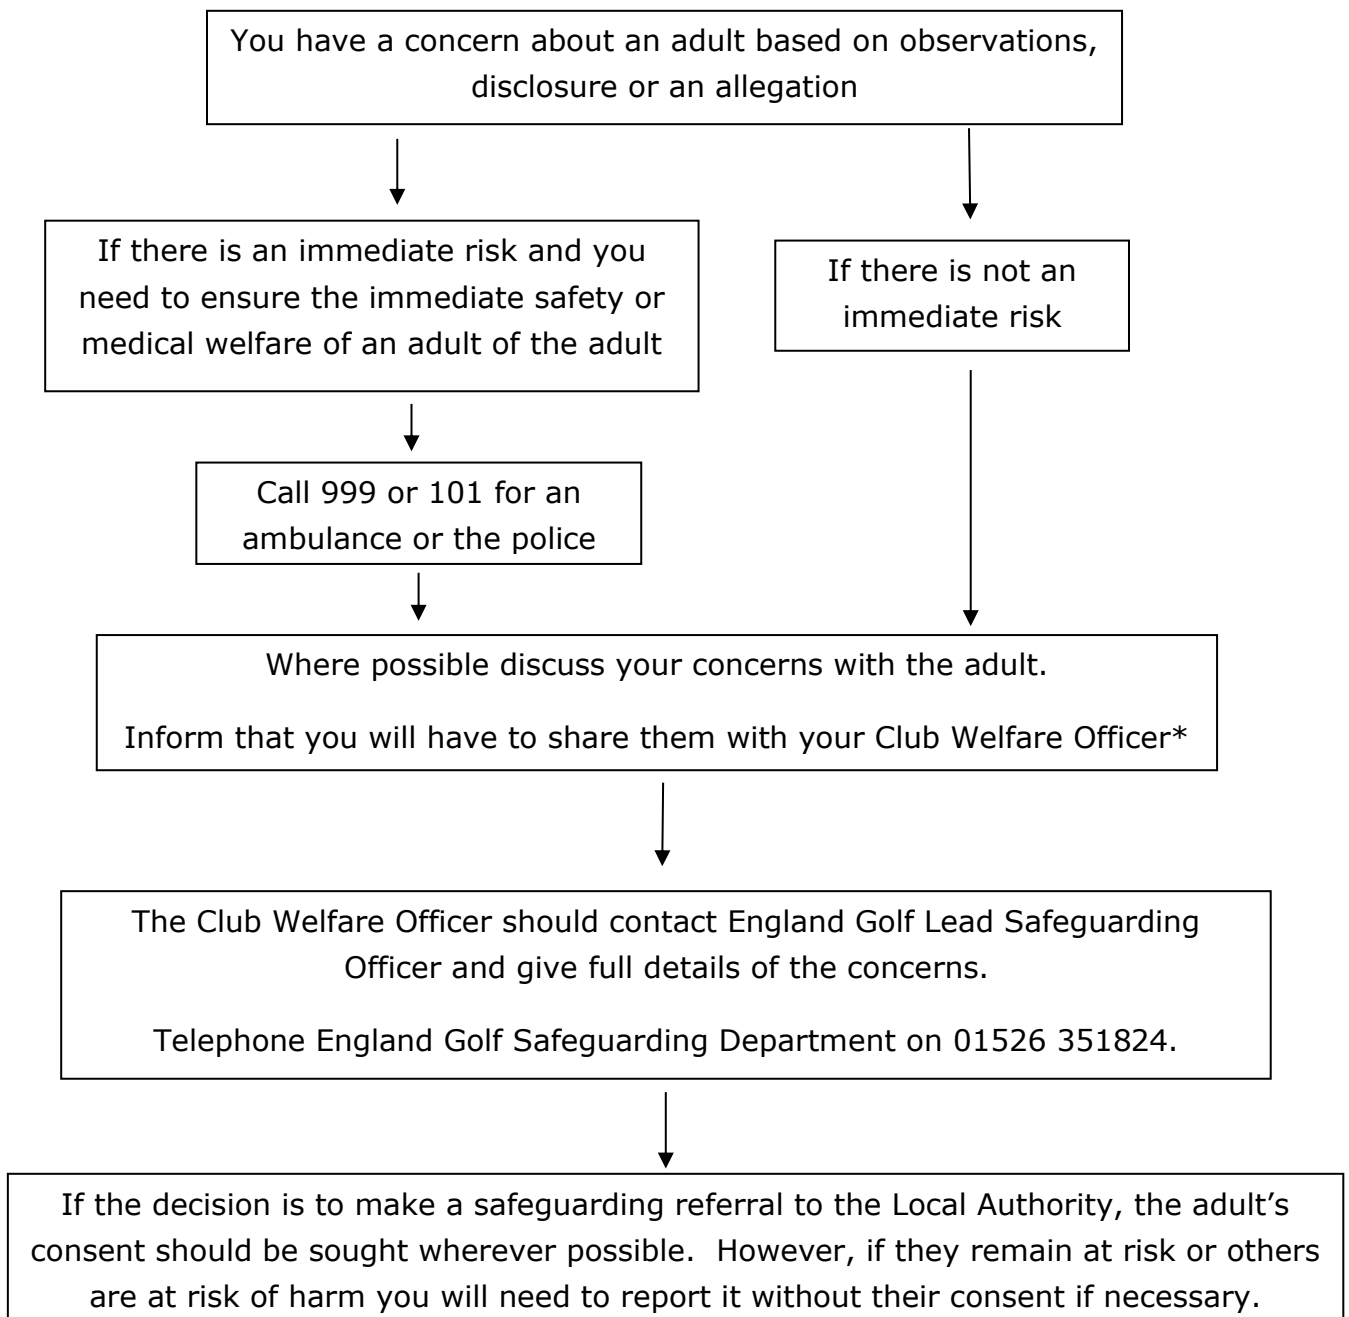 You have a concern about an adult based on observations,
disclosure or an allegation
If there is an immediate risk and you
need to ensure the immediate safety or
medical welfare of an adult of the adult
If there is not an
immediate risk
Call 999 or 101 for an
ambulance or the police
Where possible discuss your concerns with the adult.
Inform that you will have to share them with your Club Welfare Officer*
The Club Welfare Officer should contact England Golf Lead Safeguarding
Officer and give full details of the concerns.
Telephone England Golf Safeguarding Department on 01526 351824.
If the decision is to make a safeguarding referral to the Local Authority, the adult’s
consent should be sought wherever possible.  However, if they remain at risk or others
are at risk of harm you will need to report it without their consent if necessary.